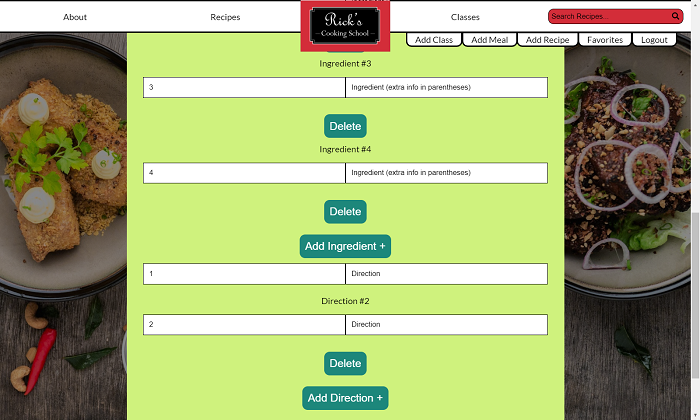 About
Recipes
Rick's
Cooking School
Classes
Search Recipes...
Add Class
Add Meal
Add Recipe
Favorites
Logout
Ingredient #3
3
Ingredient (extra info in parentheses)
Delete
Ingredient #4
4
Ingredient (extra info in parentheses)
Delete
Add Ingredient +
1
Direction
Direction #2
2
Direction
Delete
Add Direction +